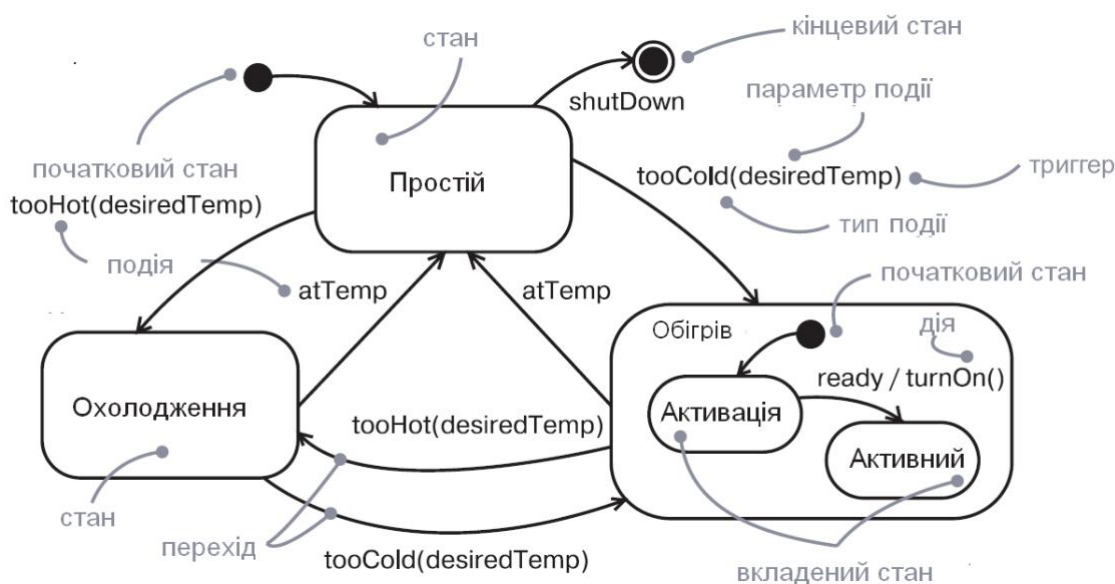 стан
кінцевий стан
shutDown
параметр події
початковий стан
Простій
tooCold(desiredTemp)
триггер
tooHot(desiredTemp)
тип події
подія
atTemp
atTemp
початковий стан
Обігрів
дія
ready / turnOn()
Охолодження
tooHot(desiredTemp)
Активація
Активний
стан
перехід
tooCold(desiredTemp)
вкладений стан